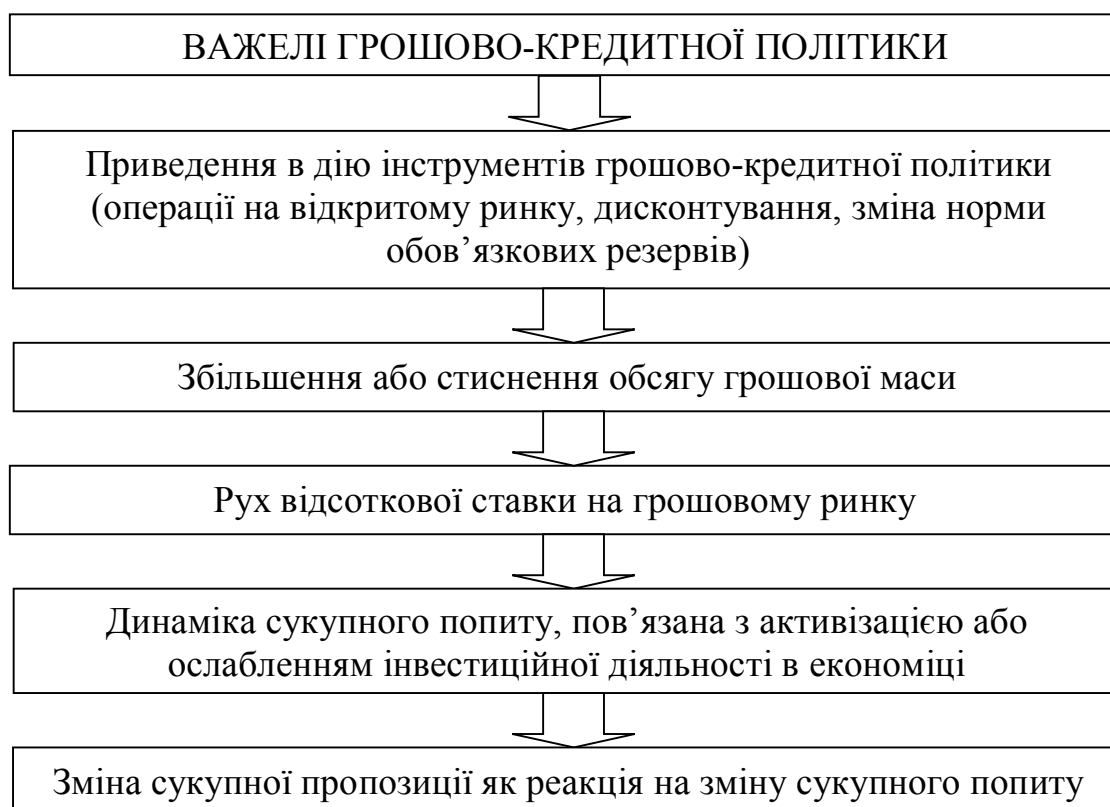 ВАЖЕЛІ ГРОШОВО-КРЕДИТНОЇ ПОЛІТИКИ
Приведення в дію інструментів грошово-кредитної політики
(операції на відкритому ринку, дисконтування, зміна норми
обов’язкових резервів)
Збільшення або стиснення обсягу грошової маси
Рух відсоткової ставки на грошовому ринку
Динаміка сукупного попиту, пов’язана з активізацією або
ослабленням інвестиційної діяльності в економіці
Зміна сукупної пропозиції як реакція на зміну сукупного попиту